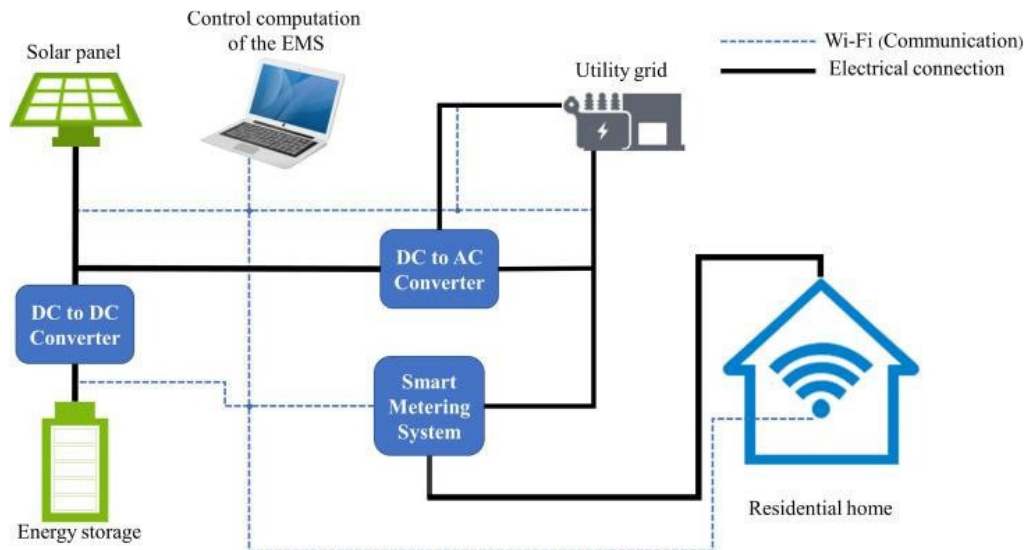 Control computation
of the EMS
Solar panel
Wi-Fi (Communication)
Electrical connection
Utility grid
DC to AC
Converter
DC to DC
Converter
Smart
Metering
System
Energy storage
Residential home